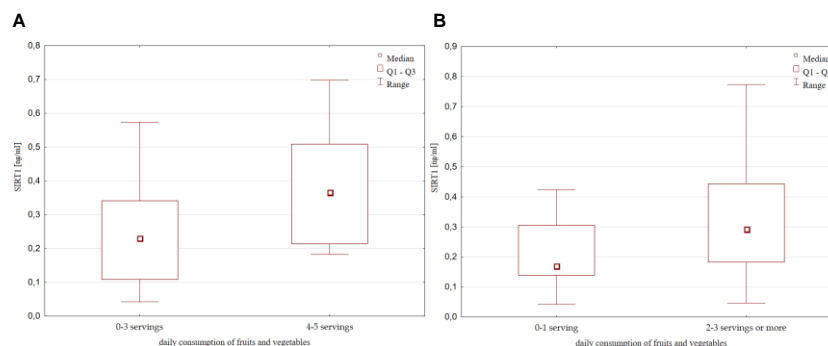 A
0,8
0,7
0,6
0,5
0,4
0,3
0,2
0,1
0,0
SIRT1 [ng/ml]
Median
Q1 - Q3
Range
0-3 servings
4-5 servings
daily consumption of fruits and vegetables
B
0,9
0,8
0,7
0,6
0,5
0,4
0,3
0,2
0,1
0,0
SIRT1 [ng/ml]
Median
Q1 - Q
Range
0-1 serving
2-3 servings or more
daily consumption of fruits and vegetables